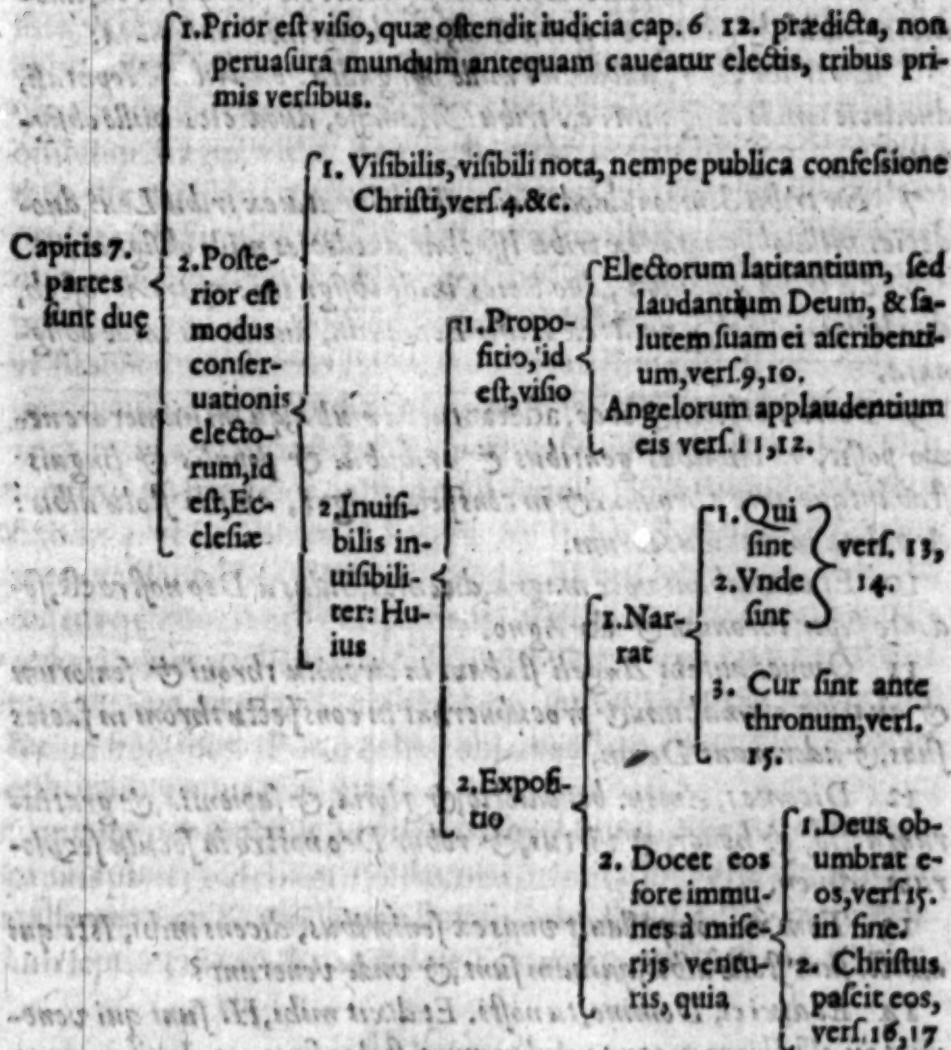 1. Prior eſt viſio, quæ oſtendit iudicia cap. 6 12. prædicta, non
peruaſura mundum antequam caueatur electis, tribus pri-
mis verſibus.
Capitis 7.
partes
ſunt duę
2. Poſte-
rior eſt
modus
conſer-
uationis
electo-
rum, id
eſt, Ec-
cleſiæ
1. Viſibilis, viſibili nota, nempe publica confeſsione
Chriſti, verſ. 4. &c.
2. Inuiſi-
bilis in-
uiſibili-
ter: Hu-
ius
1. Propo-
ſitio, id
eſt, viſio
Electorum latitantium, ſed
laudantium Deum, & ſa-
lutem ſuam ei aſcribenti-
um, verſ. 9, 10.
Angelorum applaudentium
eis verſ. 11, 12.
2. Expoſi-
tio
1. Nar-
rat
1. Qui
ſint
2. Vnde
ſint
verſ. 13,
14.
3. Cur ſint ante
thronum, verſ.
15.
2. Docet eos
fore immu-
nes à miſe-
rijs ventu-
ris, quia
1. Deus ob-
umbrat e-
os, verſ 15.
in fine.
2. Chriſtus
paſcit eos,
verſ. 16, 17